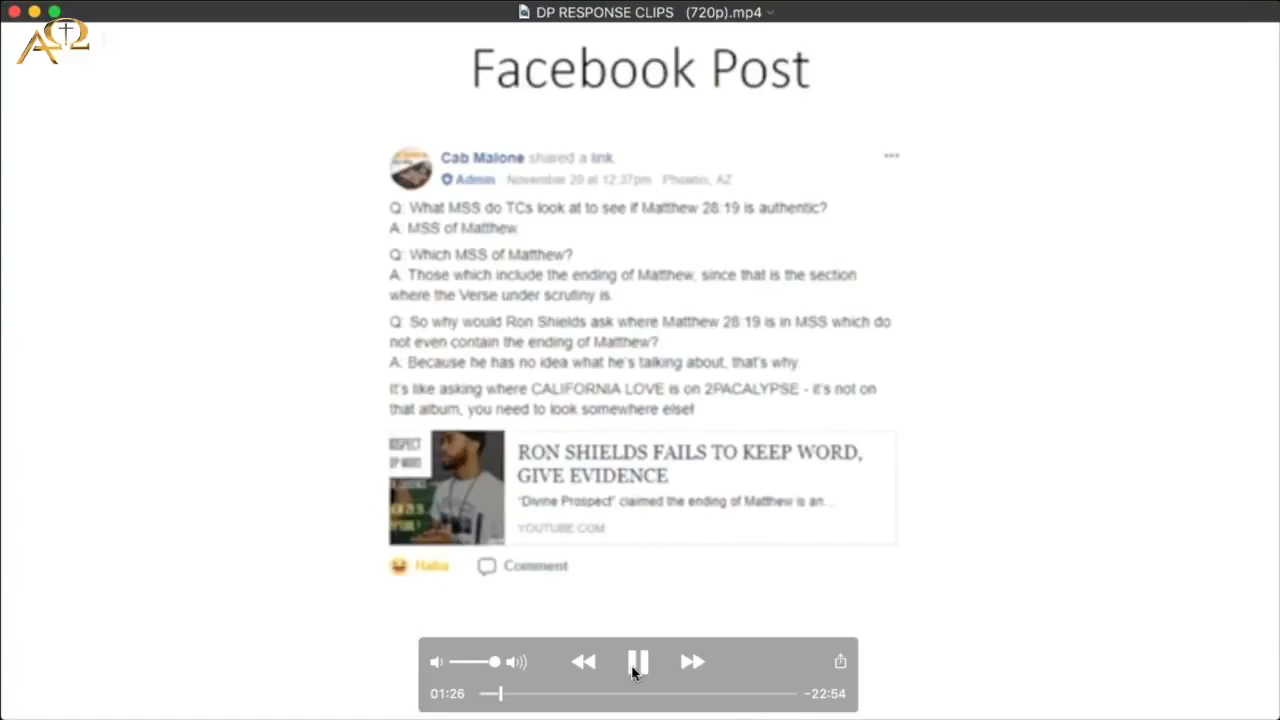 DP RESPONSE CLIPS (720p).mp4
ΑΩ
Facebook Post
Cab Malone shared a link.
Admin November 20 at 12:37pm Phoenix, AZ
Q: What MSS do TCs look at to see if Matthew 28:19 is authentic?
A: MSS of Matthew.
Q: Which MSS of Matthew?
A: Those which include the ending of Matthew, since that is the section
where the Verse under scrutiny is.
Q: So why would Ron Shields ask where Matthew 28:19 is in MSS which do
not even contain the ending of Matthew?
A: Because he has no idea what he's talking about, that's why.
It's like asking where CALIFORNIA LOVE is on 2PACALYPSE - it's not on
that album, you need to look somewhere else!
RON SHIELDS FAILS TO KEEP WORD,
GIVE EVIDENCE
"Divine Prospect" claimed the ending of Matthew is an...
YOUTUBE.COM
Haha Comment
01:26 -22:54